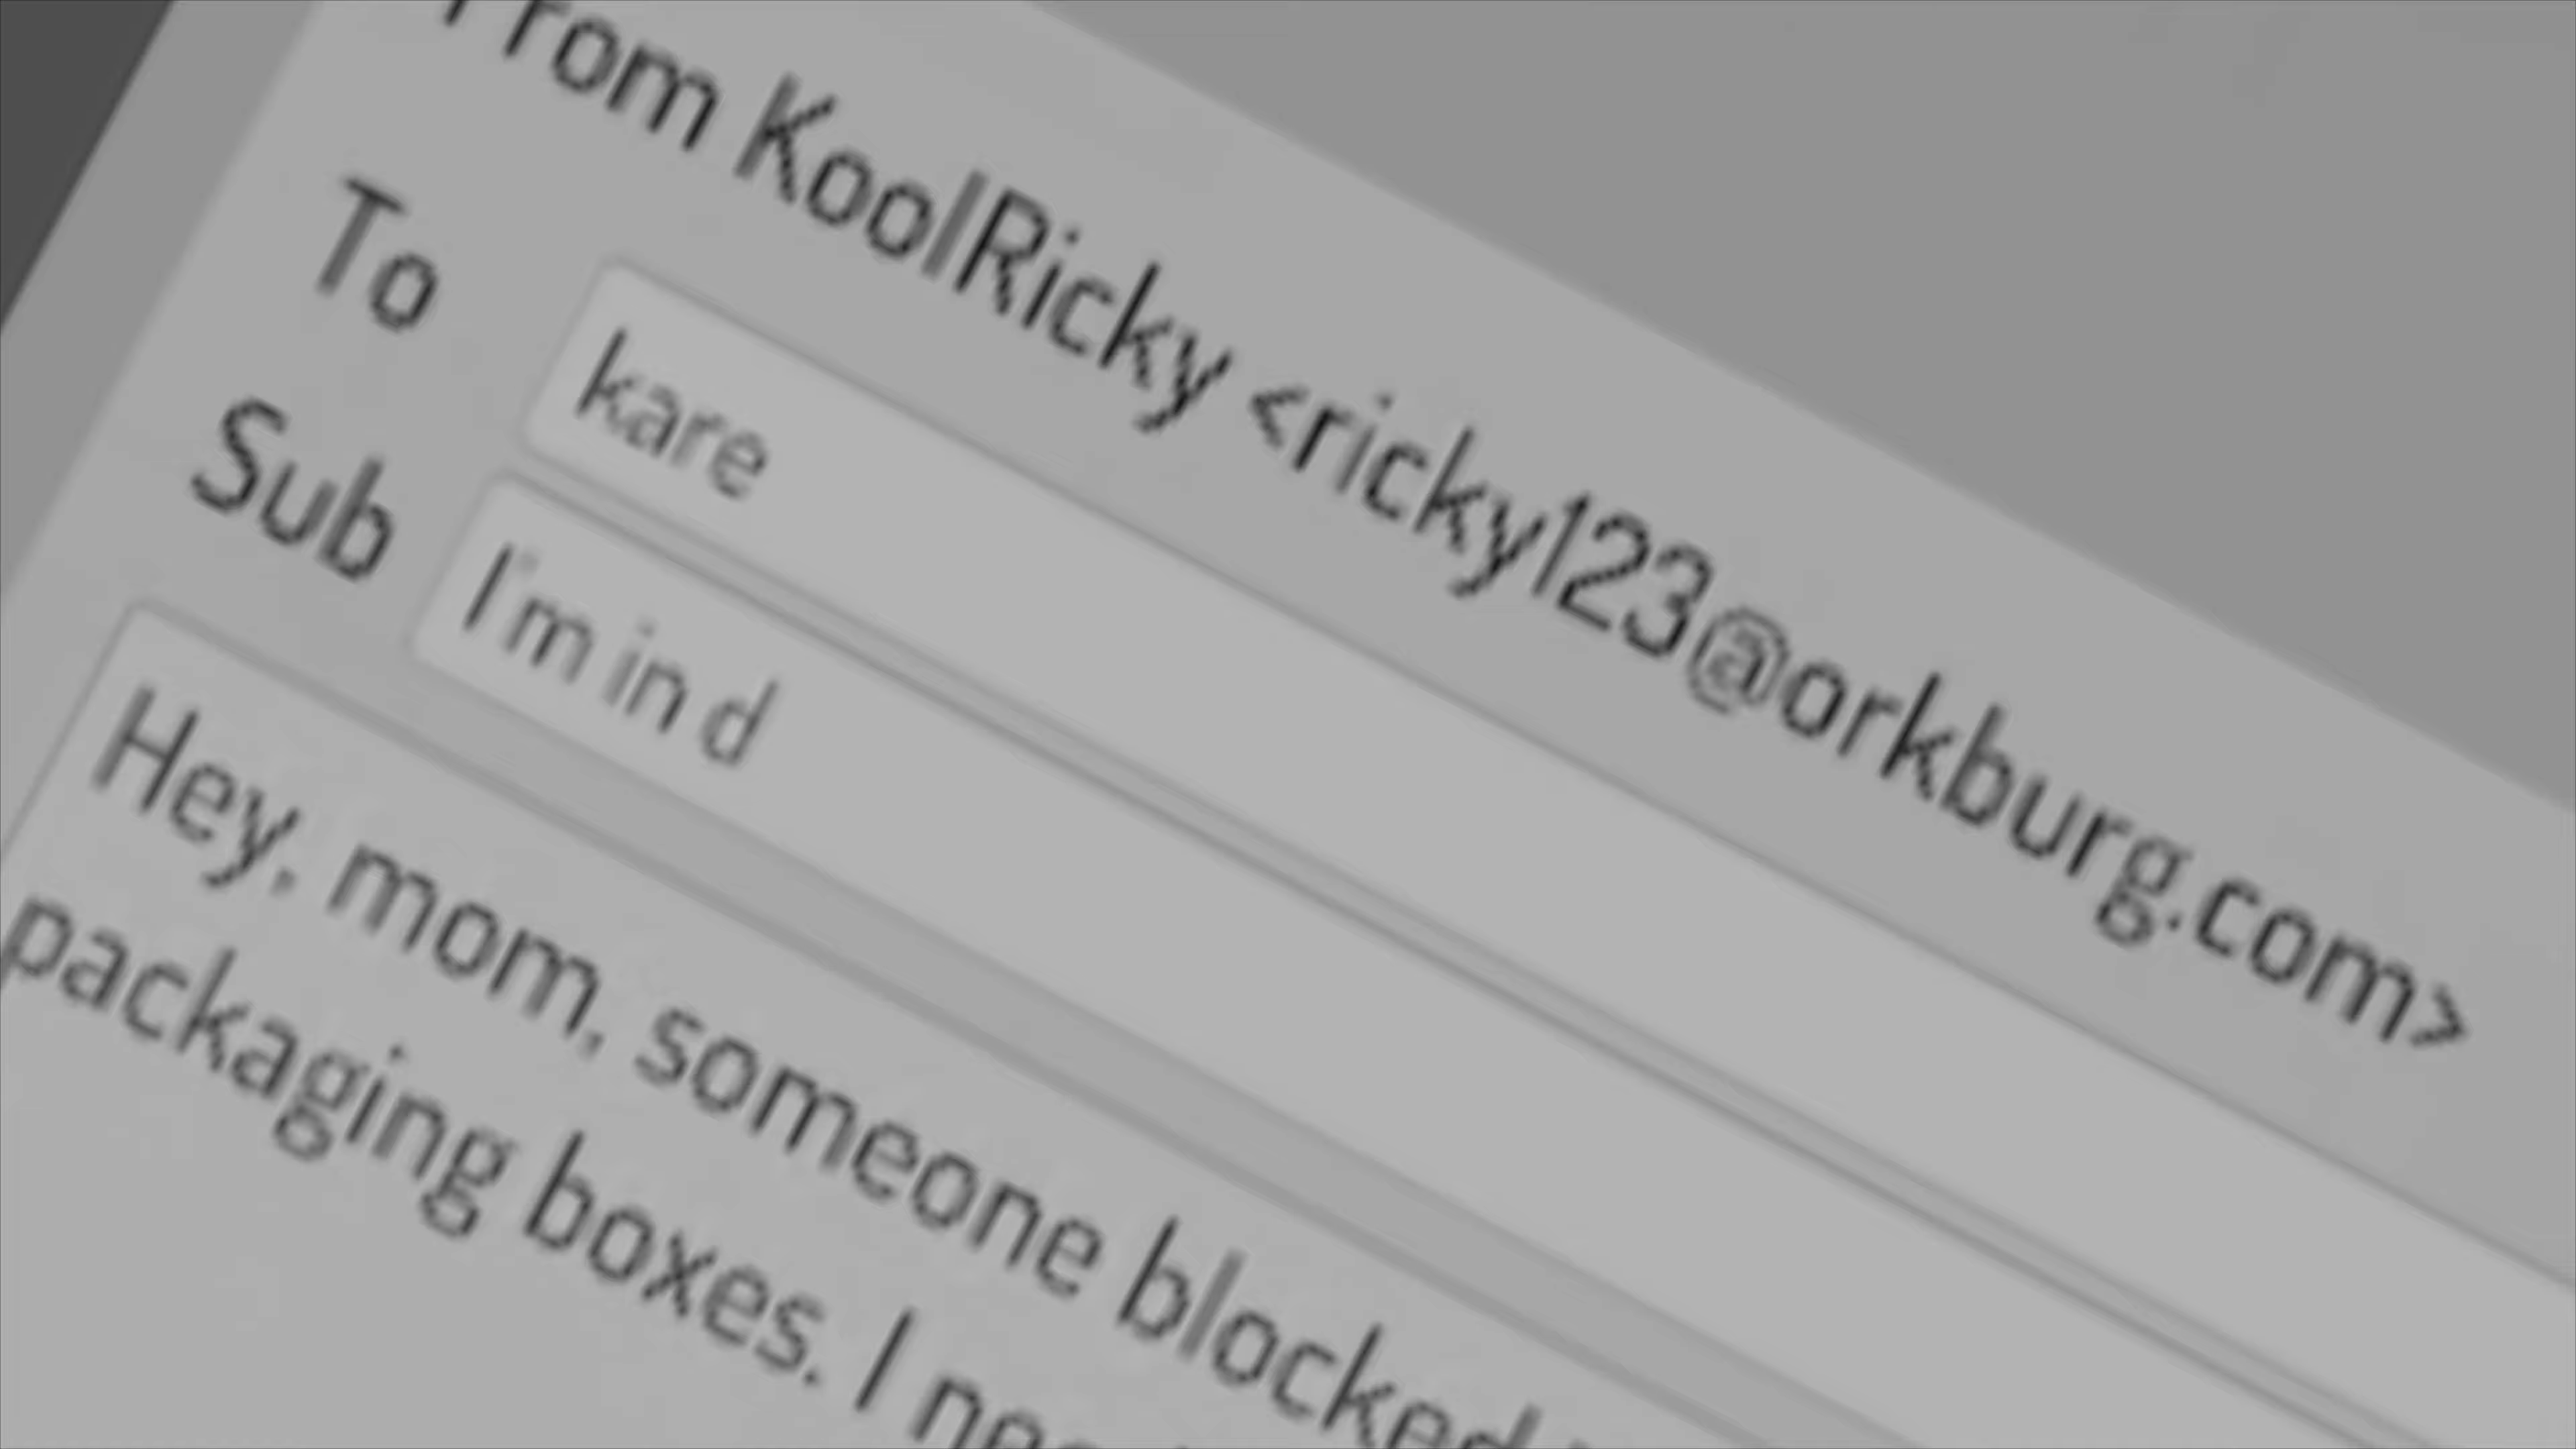 From KoolRicky <ricky123@orkburg.com>
To kare
Sub I'm in d
Hey, mom, someone blocked
packaging boxes. I